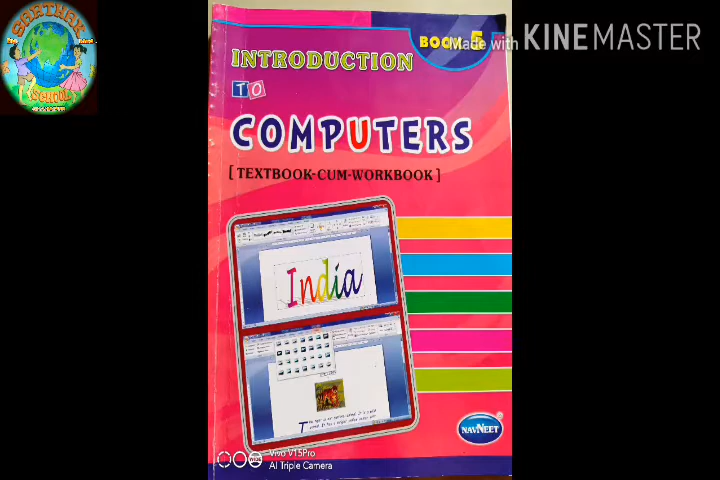 SARTHAK
SCHOOL
Made with KINEMASTER
BOOK 5
INTRODUCTION
TO
COMPUTERS
[ TEXTBOOK-CUM-WORKBOOK ]
India
NAVNEET
Vivo V15Pro
AI Triple Camera